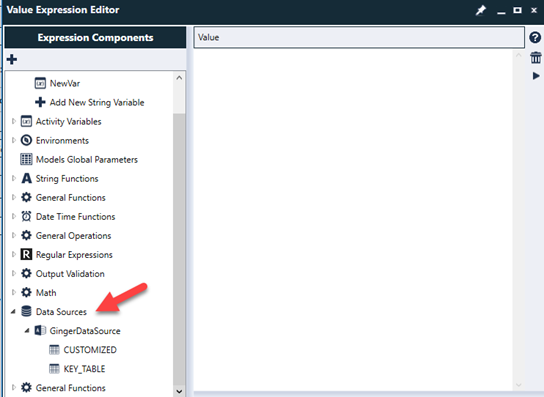 Value Expression Editor
Expression Components
Value
NewVar
Add New String Variable
Activity Variables
Environments
Models Global Parameters
A String Functions
General Functions
Date Time Functions
General Operations
R Regular Expressions
Output Validation
Math
Data Sources
GingerDataSource
CUSTOMIZED
KEY_TABLE
General Functions